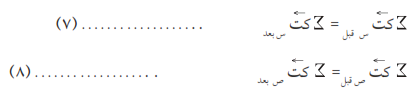 ∑ كت⃖ س قبل = ∑ كت⃖ س بعد ................... (٧)
∑ كت⃖ ص قبل = ∑ كت⃖ ص بعد ................... (٨)